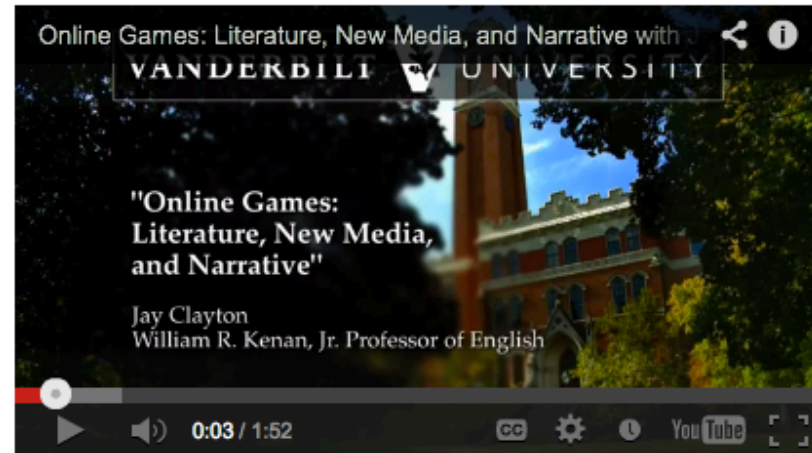 Online Games: Literature, New Media, and Narrative with J
VANDERBILT V UNIVERSITY
"Online Games:
Literature, New Media,
and Narrative"
Jay Clayton
William R. Kenan, Jr. Professor of English
0:03 / 1:52
CC
YouTube